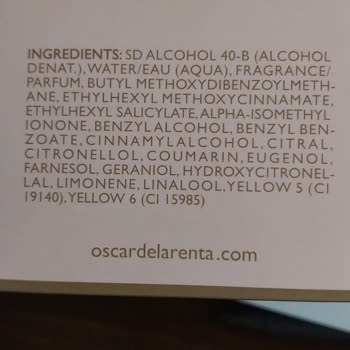 INGREDIENTS: SD ALCOHOL 40-B (ALCOHOL
DENAT.), WATER/EAU (AQUA), FRAGRANCE/
PARFUM, BUTYL METHOXYDIBENZOYLMETH-
ANE, ETHYLHEXYL METHOXYCINNAMATE,
ETHYLHEXYL SALICYLATE, ALPHA-ISOMETHYL
IONONE, BENZYL ALCOHOL, BENZYL BEN-
ZOATE, CINNAMYL ALCOHOL, CITRAL,
CITRONELLOL, COUMARIN, EUGENOL,
FARNESOL, GERANIOL, HYDROXYCITRONEL-
LAL, LIMONENE, LINALOOL, YELLOW 5 (CI
19140), YELLOW 6 (CI 15985)
oscardelarenta.com